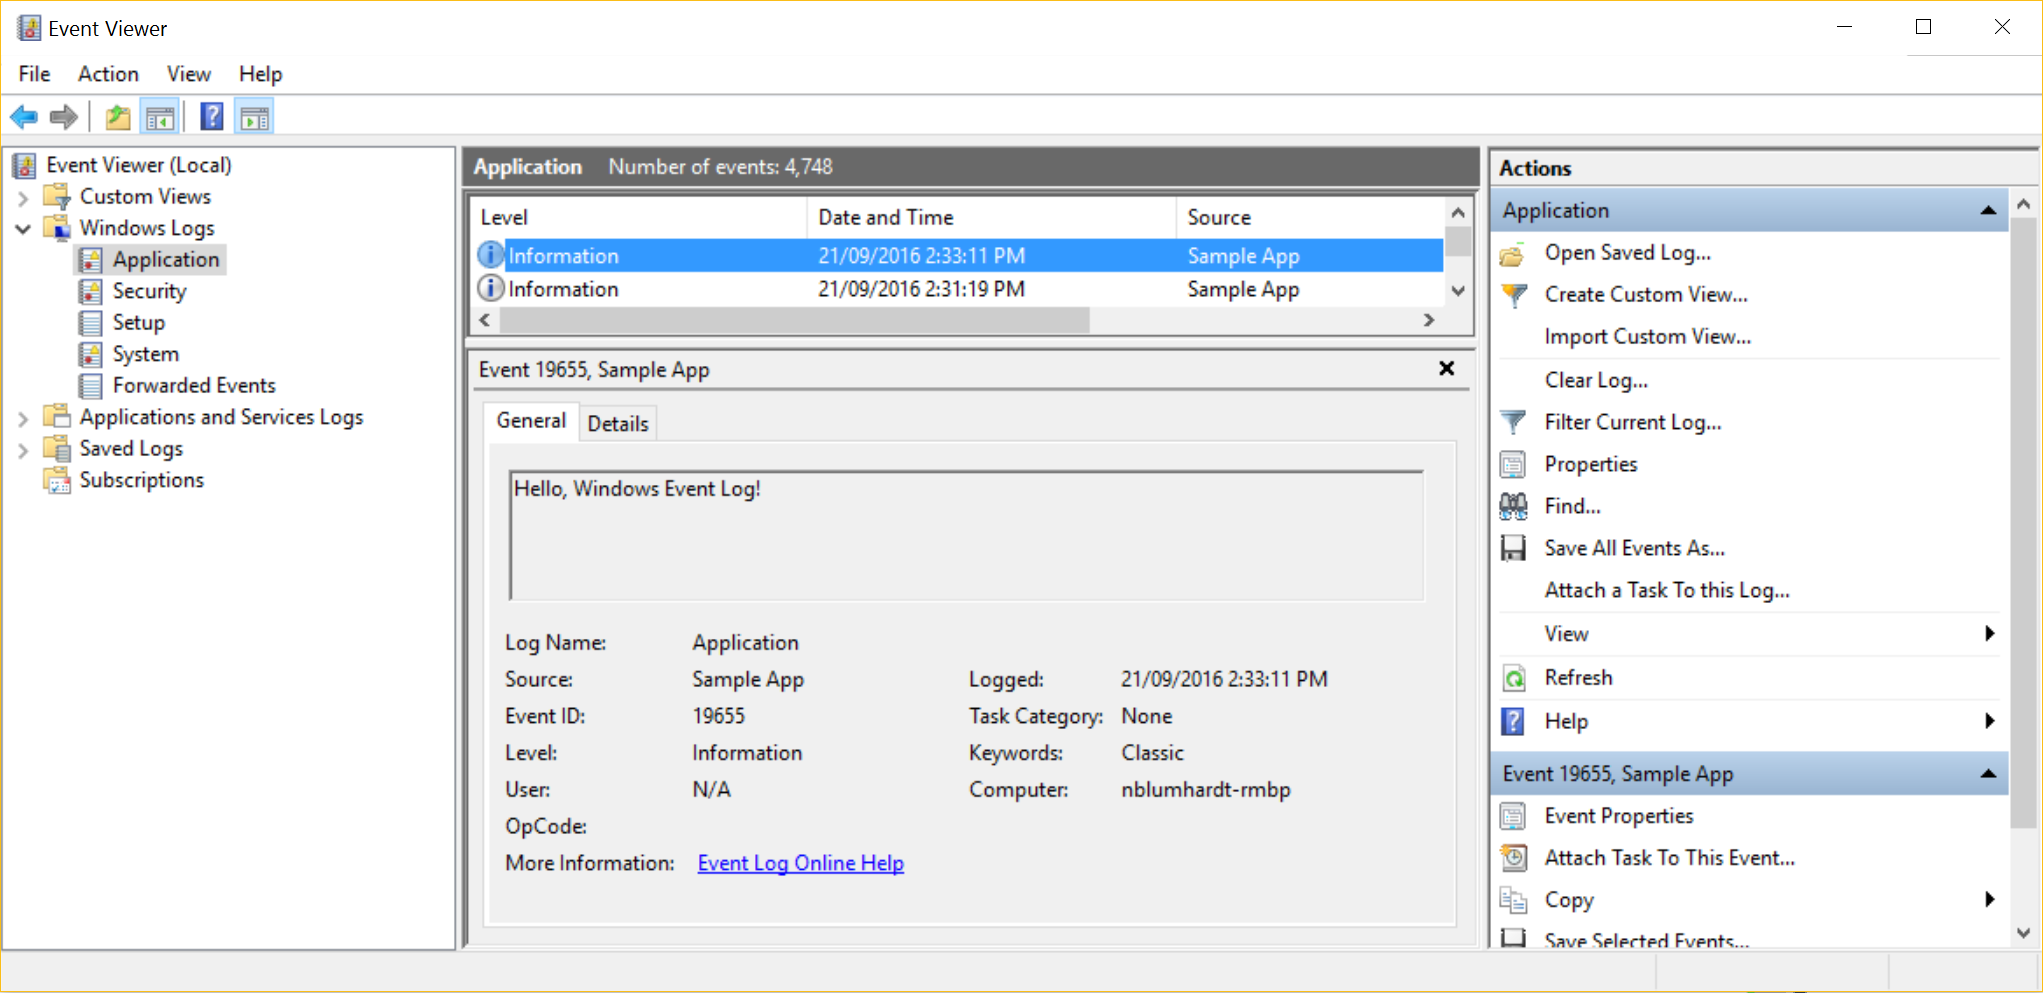 Event Viewer
File Action View Help
Event Viewer (Local)
Custom Views
Windows Logs
Application
Security
Setup
System
Forwarded Events
Applications and Services Logs
Saved Logs
Subscriptions
Application Number of events: 4,748
Level Date and Time Source
Information 21/09/2016 2:33:11 PM Sample App
Information 21/09/2016 2:31:19 PM Sample App
Event 19655, Sample App
General Details
Hello, Windows Event Log!
Log Name: Application
Source: Sample App Logged: 21/09/2016 2:33:11 PM
Event ID: 19655 Task Category: None
Level: Information Keywords: Classic
User: N/A Computer: nblumhardt-rmbp
OpCode:
More Information: Event Log Online Help
Actions
Application
Open Saved Log...
Create Custom View...
Import Custom View...
Clear Log...
Filter Current Log...
Properties
Find...
Save All Events As...
Attach a Task To this Log...
View
Refresh
Help
Event 19655, Sample App
Event Properties
Attach Task To This Event...
Copy
Save Selected Events...